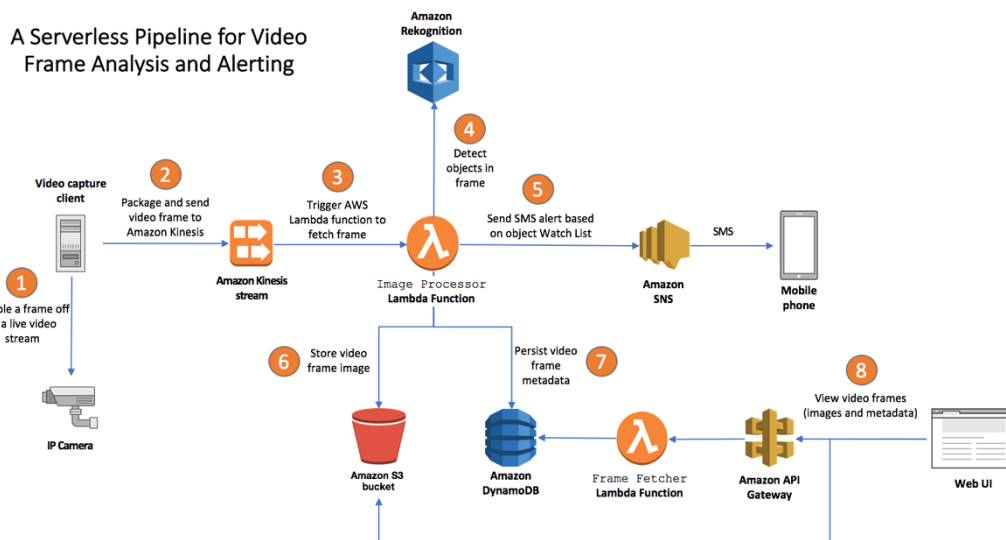 A Serverless Pipeline for Video
Frame Analysis and Alerting
Amazon
Rekognition
4
Detect
objects in
frame
Video capture
client
2
Package and send
video frame to
Amazon Kinesis
3
Trigger AWS
Lambda function to
fetch frame
5
Send SMS alert based
on object Watch List
SMS
Amazon Kinesis
stream
Image Processor
Lambda Function
Amazon
SNS
Mobile
phone
1
a frame off
a live video
stream
IP Camera
6
Store video
frame image
Persist video
frame
metadata
7
8
View video frames
(images and metadata)
Amazon S3
bucket
Amazon
DynamoDB
Frame Fetcher
Lambda Function
Amazon API
Gateway
Web UI